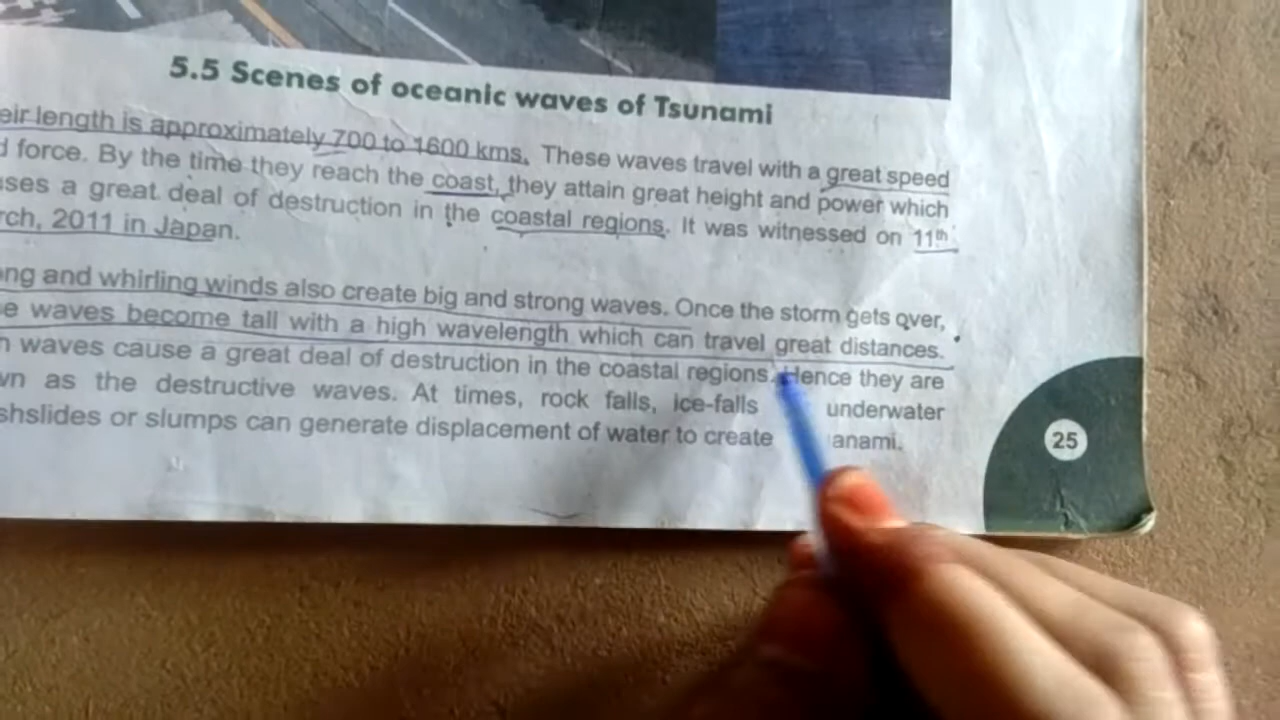 5.5 Scenes of oceanic waves of Tsunami
eir length is approximately 700 to 1600 kms. These waves travel with a great speed
d force. By the time they reach the coast, they attain great height and power which
ses a great deal of destruction in the coastal regions. It was witnessed on 11th
rch, 2011 in Japan.
ng and whirling winds also create big and strong waves. Once the storm gets over,
e waves become tall with a high wavelength which can travel great distances.
h waves cause a great deal of destruction in the coastal regions. Hence they are
wn as the destructive waves. At times, rock falls, ice-falls underwater
shslides or slumps can generate displacement of water to create anami.
25